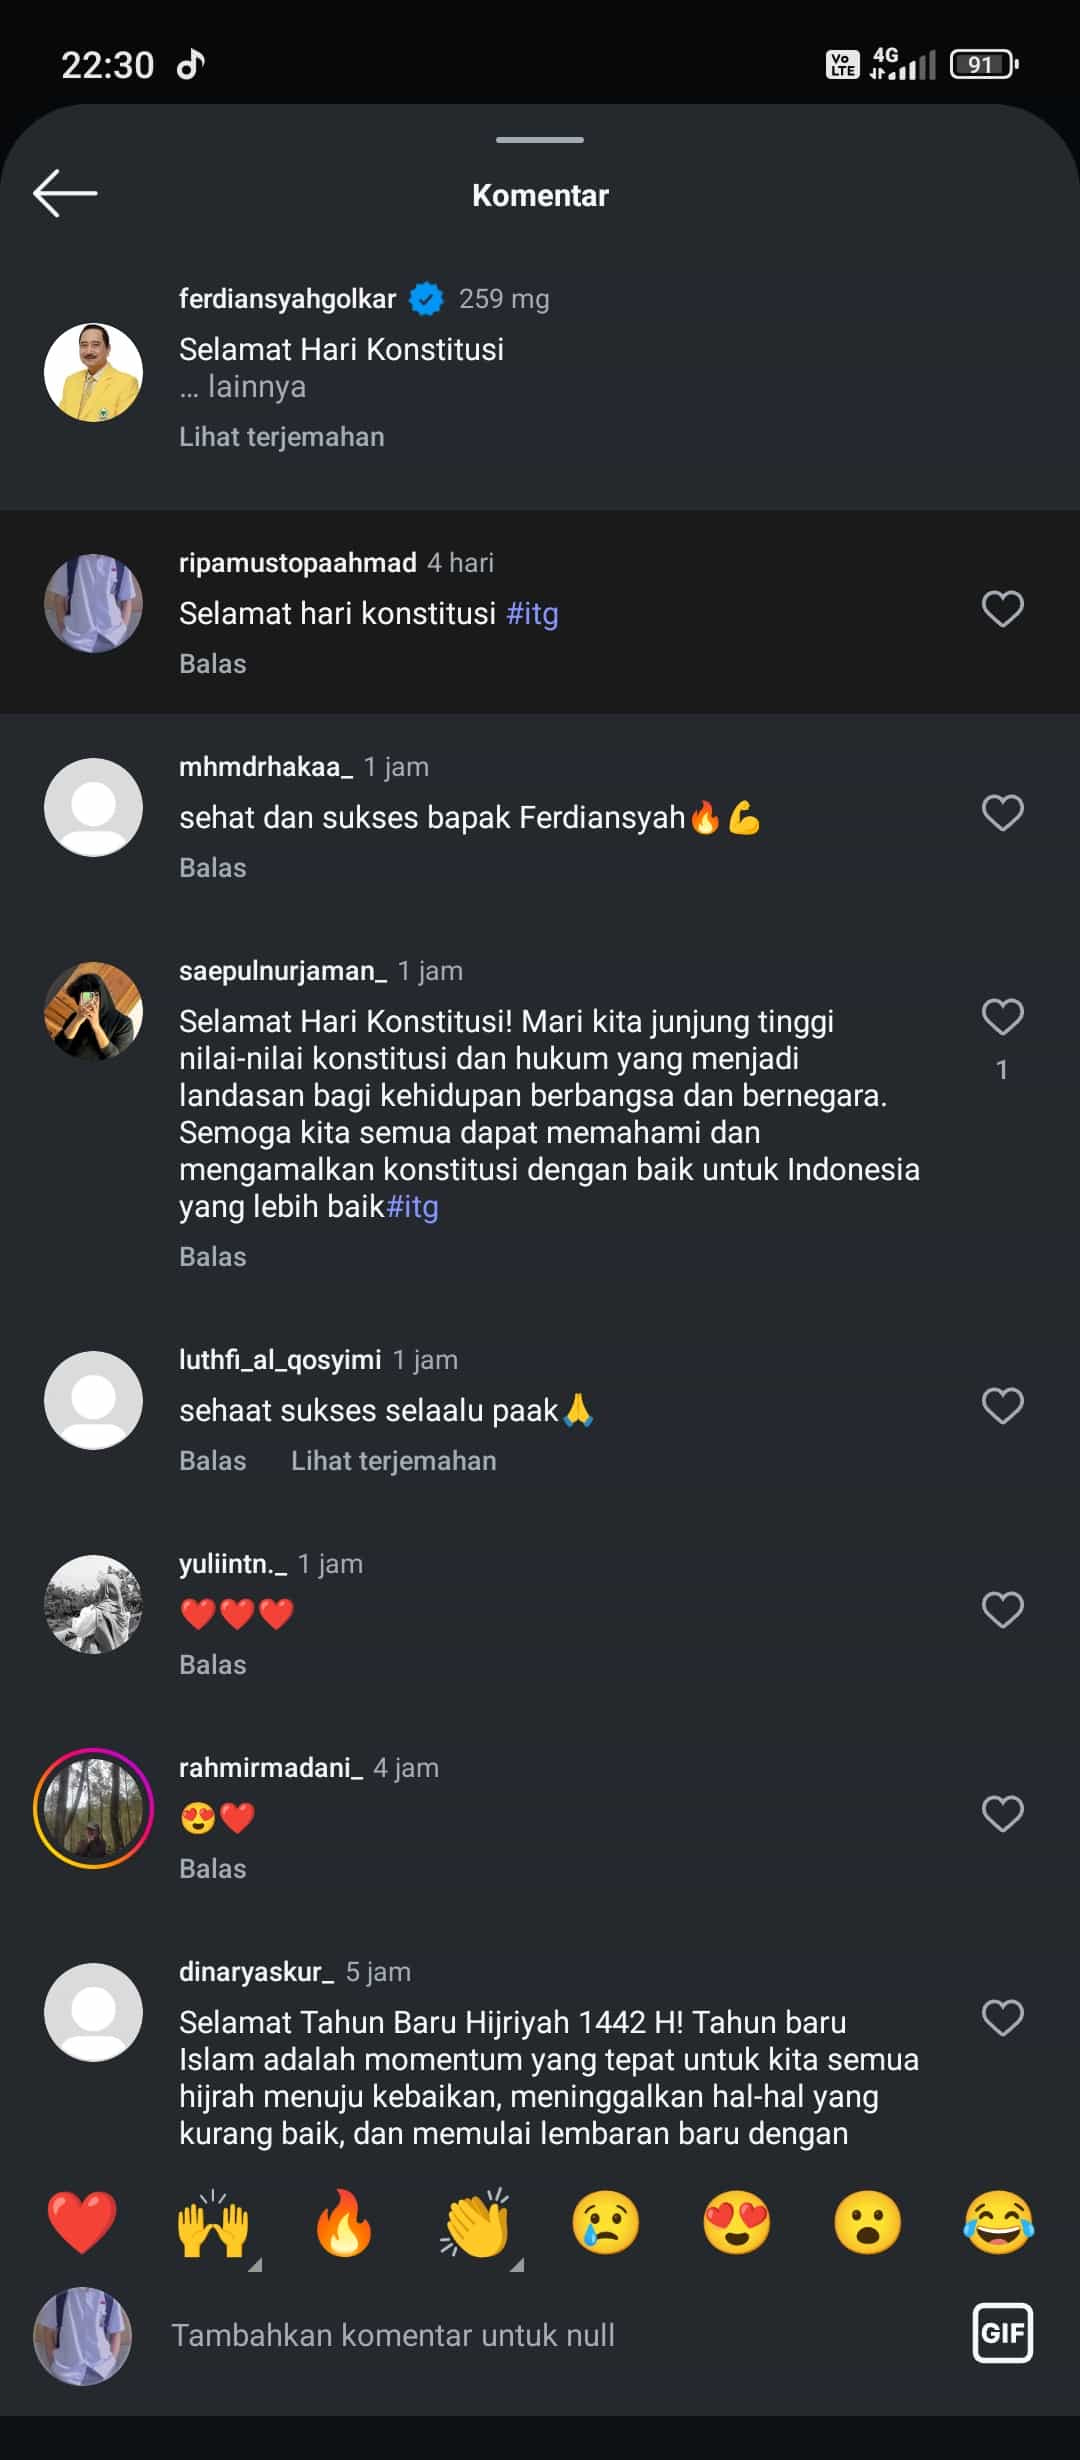 22:30
Vo LTE 4G 91
Komentar
ferdiansyahgolkar 259 mg
Selamat Hari Konstitusi
... lainnya
Lihat terjemahan
ripamustopaahmad 4 hari
Selamat hari konstitusi #itg
Balas
mhmdrhakaa_ 1 jam
sehat dan sukses bapak Ferdiansyah🔥💪
Balas
saepulnurjaman_ 1 jam
Selamat Hari Konstitusi! Mari kita junjung tinggi
nilai-nilai konstitusi dan hukum yang menjadi
landasan bagi kehidupan berbangsa dan bernegara.
Semoga kita semua dapat memahami dan
mengamalkan konstitusi dengan baik untuk Indonesia
yang lebih baik#itg
1
Balas
luthfi_al_qosyimi 1 jam
sehaat sukses selaalu paak🙏
Balas Lihat terjemahan
yuliintn._ 1 jam
❤️❤️❤️
Balas
rahmirmadani_ 4 jam
😍❤️
Balas
dinaryaskur_ 5 jam
Selamat Tahun Baru Hijriyah 1442 H! Tahun baru
Islam adalah momentum yang tepat untuk kita semua
hijrah menuju kebaikan, meninggalkan hal-hal yang
kurang baik, dan memulai lembaran baru dengan
❤️🙌🔥👏😢😍😮😂
Tambahkan komentar untuk null
GIF